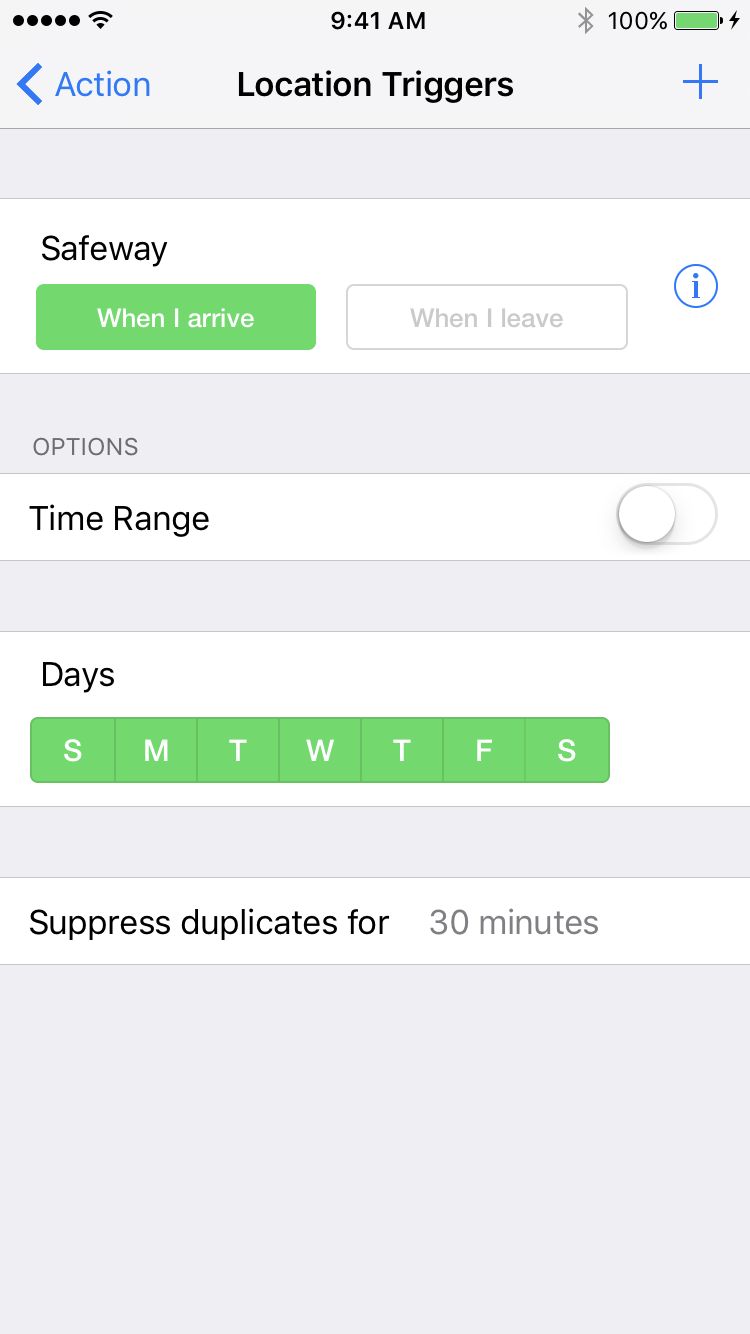 9:41 AM 100%
Action Location Triggers
Safeway
When I arrive When I leave
OPTIONS
Time Range
Days
S M T W T F S
Suppress duplicates for 30 minutes